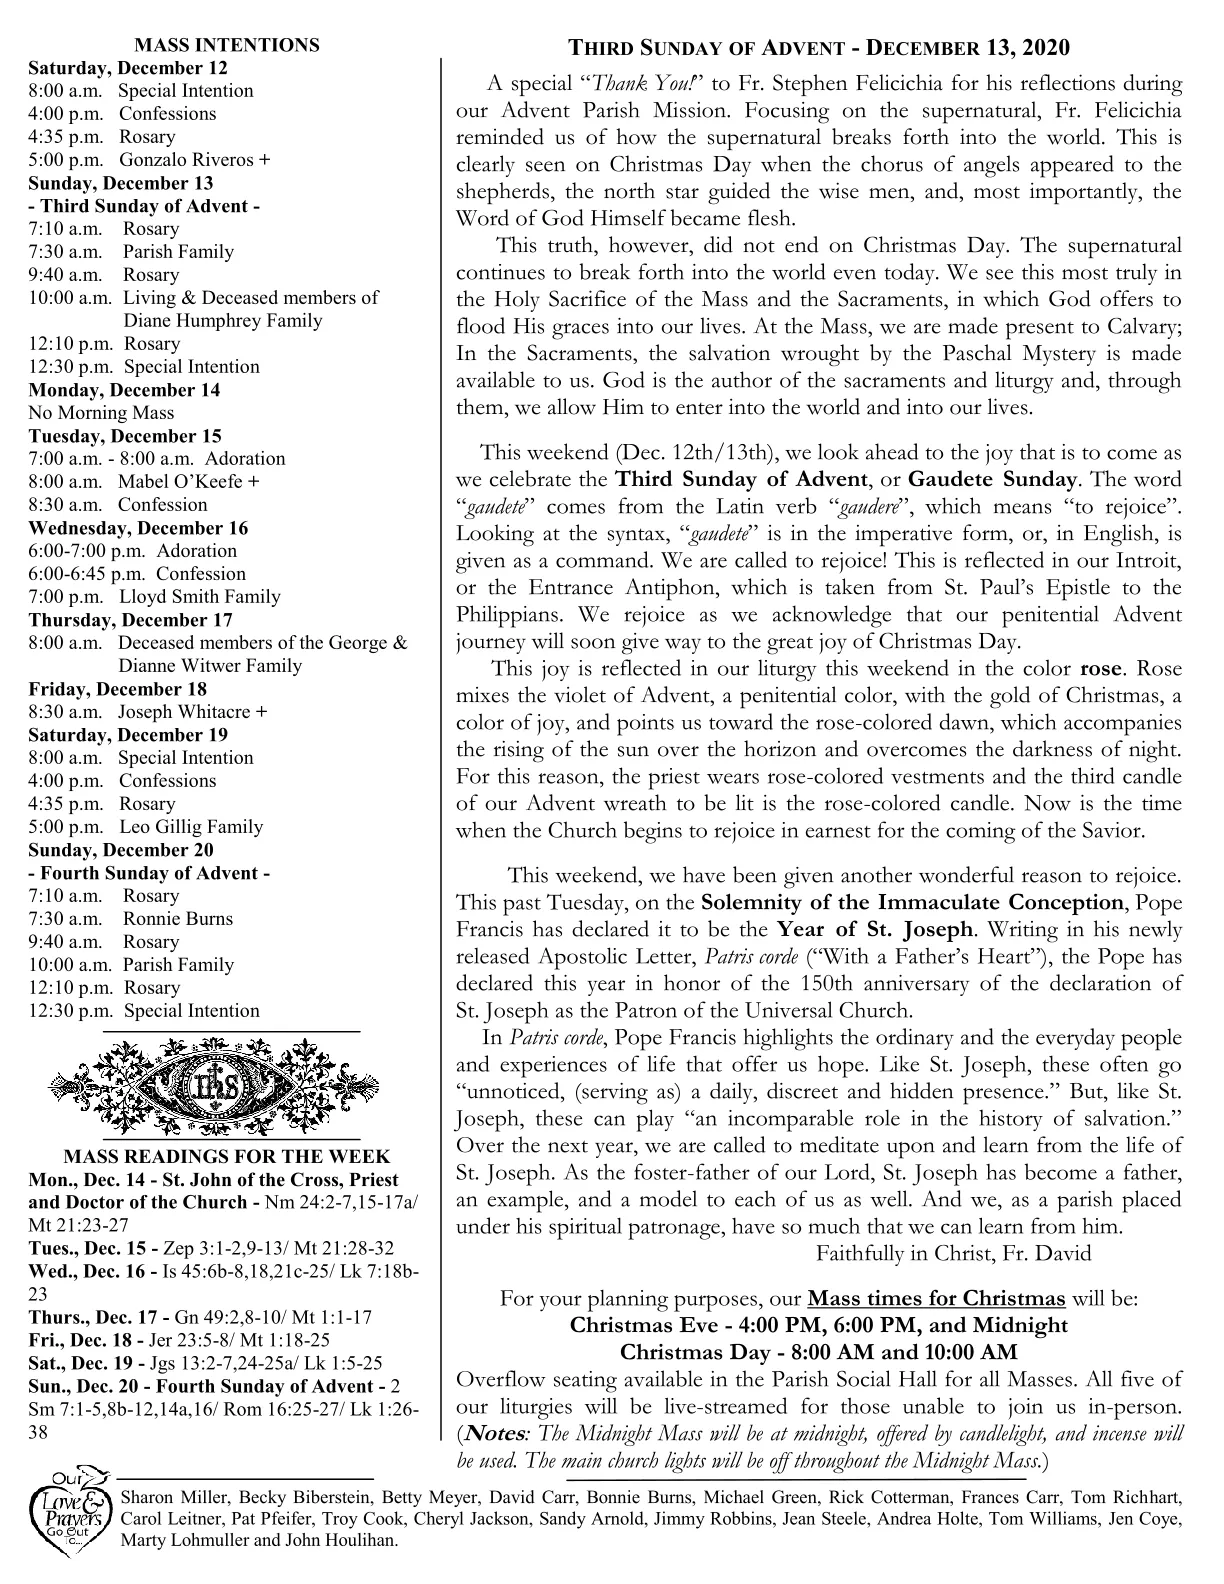 MASS INTENTIONS
Saturday, December 12
8:00 a.m. Special Intention
4:00 p.m. Confessions
4:35 p.m. Rosary
5:00 p.m. Gonzalo Riveros +
Sunday, December 13
- Third Sunday of Advent -
7:10 a.m. Rosary
7:30 a.m. Parish Family
9:40 a.m. Rosary
10:00 a.m. Living & Deceased members of
Diane Humphrey Family
12:10 p.m. Rosary
12:30 p.m. Special Intention
Monday, December 14
No Morning Mass
Tuesday, December 15
7:00 a.m. - 8:00 a.m. Adoration
8:00 a.m. Mabel O’Keefe +
8:30 a.m. Confession
Wednesday, December 16
6:00-7:00 p.m. Adoration
6:00-6:45 p.m. Confession
7:00 p.m. Lloyd Smith Family
Thursday, December 17
8:00 a.m. Deceased members of the George &
Dianne Witwer Family
Friday, December 18
8:30 a.m. Joseph Whitacre +
Saturday, December 19
8:00 a.m. Special Intention
4:00 p.m. Confessions
4:35 p.m. Rosary
5:00 p.m. Leo Gillig Family
Sunday, December 20
- Fourth Sunday of Advent -
7:10 a.m. Rosary
7:30 a.m. Ronnie Burns
9:40 a.m. Rosary
10:00 a.m. Parish Family
12:10 p.m. Rosary
12:30 p.m. Special Intention
ihs
MASS READINGS FOR THE WEEK
Mon., Dec. 14 - St. John of the Cross, Priest
and Doctor of the Church - Nm 24:2-7,15-17a/
Mt 21:23-27
Tues., Dec. 15 - Zep 3:1-2,9-13/ Mt 21:28-32
Wed., Dec. 16 - Is 45:6b-8,18,21c-25/ Lk 7:18b-
23
Thurs., Dec. 17 - Gn 49:2,8-10/ Mt 1:1-17
Fri., Dec. 18 - Jer 23:5-8/ Mt 1:18-25
Sat., Dec. 19 - Jgs 13:2-7,24-25a/ Lk 1:5-25
Sun., Dec. 20 - Fourth Sunday of Advent - 2
Sm 7:1-5,8b-12,14a,16/ Rom 16:25-27/ Lk 1:26-
38
THIRD SUNDAY OF ADVENT - DECEMBER 13, 2020
A special “Thank You!” to Fr. Stephen Felicichia for his reflections during
our Advent Parish Mission. Focusing on the supernatural, Fr. Felicichia
reminded us of how the supernatural breaks forth into the world. This is
clearly seen on Christmas Day when the chorus of angels appeared to the
shepherds, the north star guided the wise men, and, most importantly, the
Word of God Himself became flesh.
This truth, however, did not end on Christmas Day. The supernatural
continues to break forth into the world even today. We see this most truly in
the Holy Sacrifice of the Mass and the Sacraments, in which God offers to
flood His graces into our lives. At the Mass, we are made present to Calvary;
In the Sacraments, the salvation wrought by the Paschal Mystery is made
available to us. God is the author of the sacraments and liturgy and, through
them, we allow Him to enter into the world and into our lives.
This weekend (Dec. 12th/13th), we look ahead to the joy that is to come as
we celebrate the Third Sunday of Advent, or Gaudete Sunday. The word
“gaudete” comes from the Latin verb “gaudere”, which means “to rejoice”.
Looking at the syntax, “gaudete” is in the imperative form, or, in English, is
given as a command. We are called to rejoice! This is reflected in our Introit,
or the Entrance Antiphon, which is taken from St. Paul’s Epistle to the
Philippians. We rejoice as we acknowledge that our penitential Advent
journey will soon give way to the great joy of Christmas Day.
This joy is reflected in our liturgy this weekend in the color rose. Rose
mixes the violet of Advent, a penitential color, with the gold of Christmas, a
color of joy, and points us toward the rose-colored dawn, which accompanies
the rising of the sun over the horizon and overcomes the darkness of night.
For this reason, the priest wears rose-colored vestments and the third candle
of our Advent wreath to be lit is the rose-colored candle. Now is the time
when the Church begins to rejoice in earnest for the coming of the Savior.
This weekend, we have been given another wonderful reason to rejoice.
This past Tuesday, on the Solemnity of the Immaculate Conception, Pope
Francis has declared it to be the Year of St. Joseph. Writing in his newly
released Apostolic Letter, Patris corde (“With a Father’s Heart”), the Pope has
declared this year in honor of the 150th anniversary of the declaration of
St. Joseph as the Patron of the Universal Church.
In Patris corde, Pope Francis highlights the ordinary and the everyday people
and experiences of life that offer us hope. Like St. Joseph, these often go
“unnoticed, (serving as) a daily, discreet and hidden presence.” But, like St.
Joseph, these can play “an incomparable role in the history of salvation.”
Over the next year, we are called to meditate upon and learn from the life of
St. Joseph. As the foster-father of our Lord, St. Joseph has become a father,
an example, and a model to each of us as well. And we, as a parish placed
under his spiritual patronage, have so much that we can learn from him.
Faithfully in Christ, Fr. David
For your planning purposes, our Mass times for Christmas will be:
Christmas Eve - 4:00 PM, 6:00 PM, and Midnight
Christmas Day - 8:00 AM and 10:00 AM
Overflow seating available in the Parish Social Hall for all Masses. All five of
our liturgies will be live-streamed for those unable to join us in-person.
(Notes: The Midnight Mass will be at midnight, offered by candlelight, and incense will
be used. The main church lights will be off throughout the Midnight Mass.)
Our
Love &
Prayers
Go Out
To...
Sharon Miller, Becky Biberstein, Betty Meyer, David Carr, Bonnie Burns, Michael Green, Rick Cotterman, Frances Carr, Tom Richhart,
Carol Leitner, Pat Pfeifer, Troy Cook, Cheryl Jackson, Sandy Arnold, Jimmy Robbins, Jean Steele, Andrea Holte, Tom Williams, Jen Coye,
Marty Lohmuller and John Houlihan.